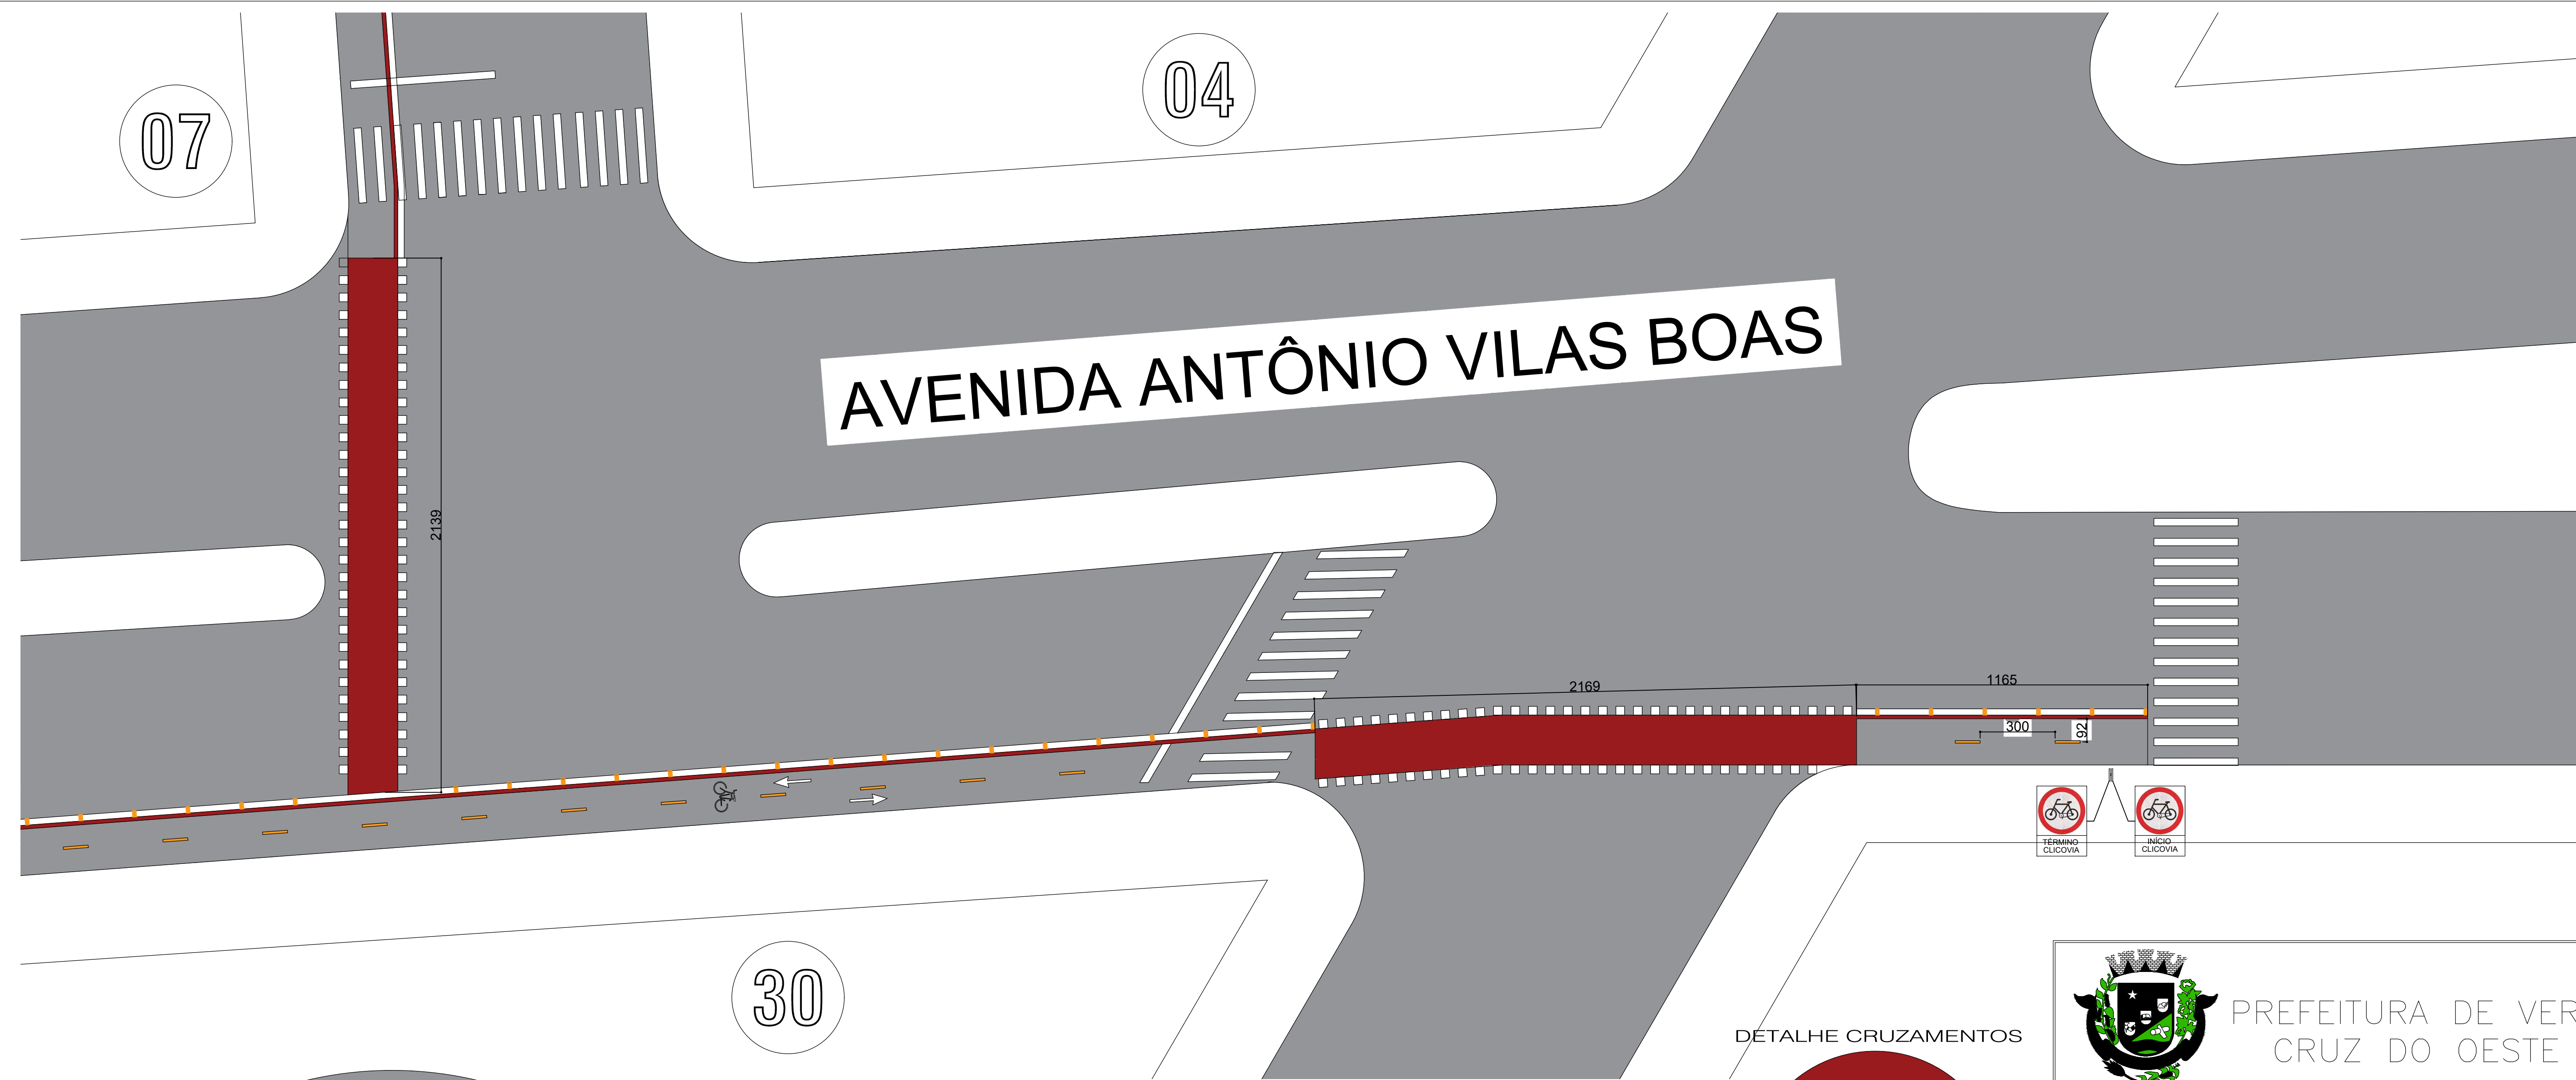 07
04
AVENIDA ANTÔNIO VILAS BOAS
2139
2169
1165
300
92
TÉRMINO
CLICOVIA
INÍCIO
CLICOVIA
30
DETALHE CRUZAMENTOS
PREFEITURA DE VER
CRUZ DO OESTE